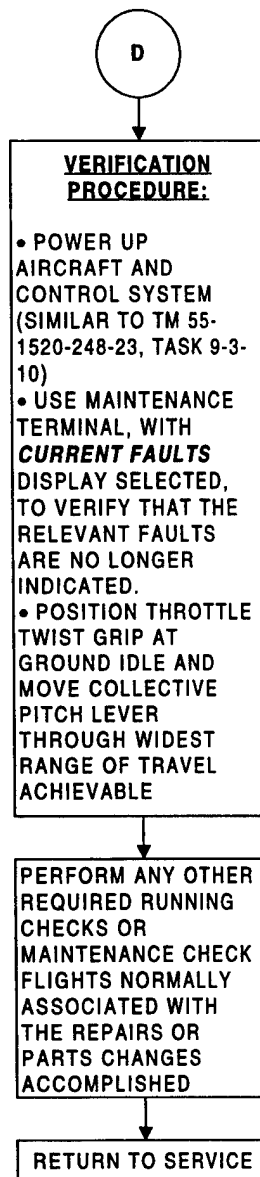 D
VERIFICATION
PROCEDURE:
• POWER UP
AIRCRAFT AND
CONTROL SYSTEM
(SIMILAR TO TM 55-
1520-248-23, TASK 9-3-
10)
• USE MAINTENANCE
TERMINAL, WITH
CURRENT FAULTS
DISPLAY SELECTED,
TO VERIFY THAT THE
RELEVANT FAULTS
ARE NO LONGER
INDICATED.
• POSITION THROTTLE
TWIST GRIP AT
GROUND IDLE AND
MOVE COLLECTIVE
PITCH LEVER
THROUGH WIDEST
RANGE OF TRAVEL
ACHIEVABLE
PERFORM ANY OTHER
REQUIRED RUNNING
CHECKS OR
MAINTENANCE CHECK
FLIGHTS NORMALLY
ASSOCIATED WITH
THE REPAIRS OR
PARTS CHANGES
ACCOMPLISHED
RETURN TO SERVICE